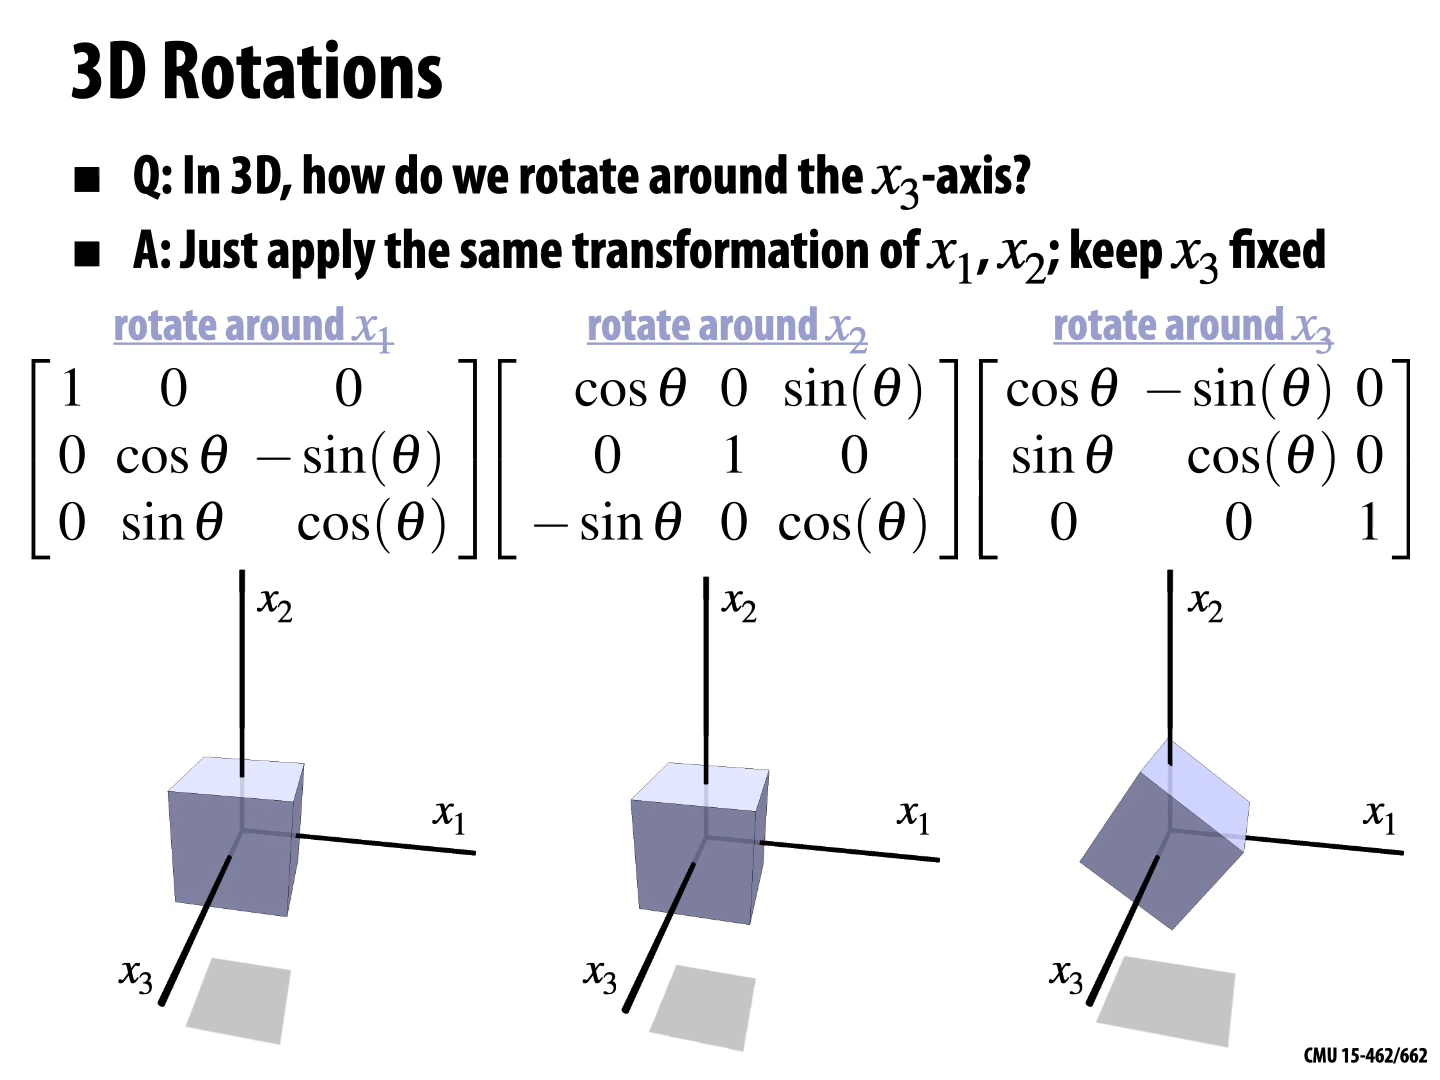 3D Rotations
■ Q: In 3D, how do we rotate around the x₃-axis?
■ A: Just apply the same transformation of x₁, x₂; keep x₃ fixed
rotate around x₁ rotate around x₂ rotate around x₃
[ 1 0 0 ] [ cos θ 0 sin(θ) ] [ cos θ − sin(θ) 0 ]
[ 0 cos θ − sin(θ) ] [ 0 1 0 ] [ sin θ cos(θ) 0 ]
[ 0 sin θ cos(θ) ] [ − sin θ 0 cos(θ) ] [ 0 0 1 ]
x₂ x₂ x₂
x₁ x₁ x₁
x₃ x₃ x₃
CMU 15-462/662